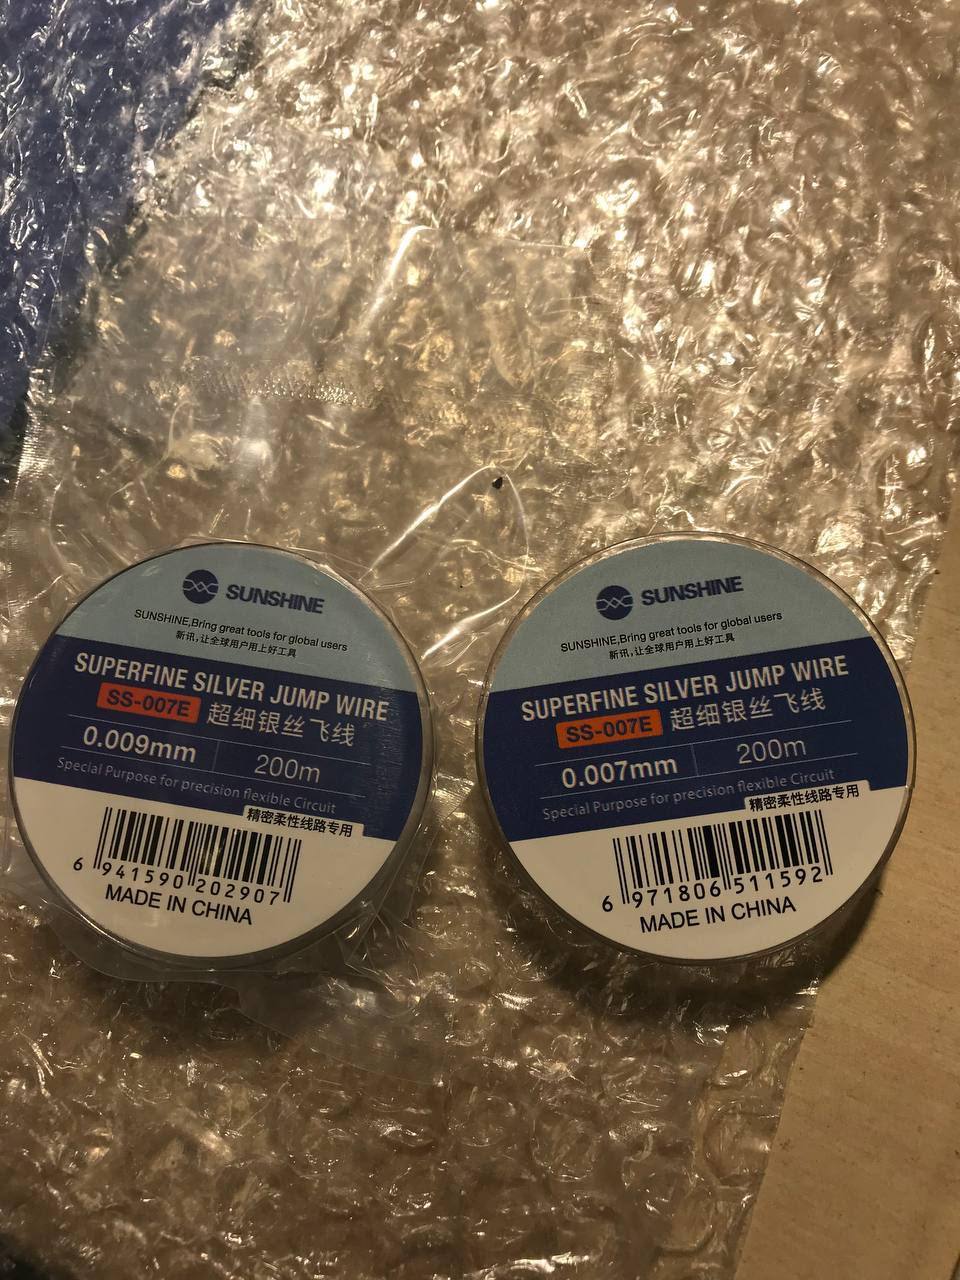 SUNSHINE
SUNSHINE,Bring great tools for global users
新讯,让全球用户用上好工具
SUPERFINE SILVER JUMP WIRE
SS-007E 超细银丝飞线
0.009mm 200m
Special Purpose for precision flexible Circuit
精密柔性线路专用
6 941590 202907
MADE IN CHINA
SUNSHINE
SUNSHINE,Bring great tools for global users
新讯,让全球用户用上好工具
SUPERFINE SILVER JUMP WIRE
SS-007E 超细银丝飞线
0.007mm 200m
Special Purpose for precision flexible Circuit
精密柔性线路专用
6 971806 511592
MADE IN CHINA